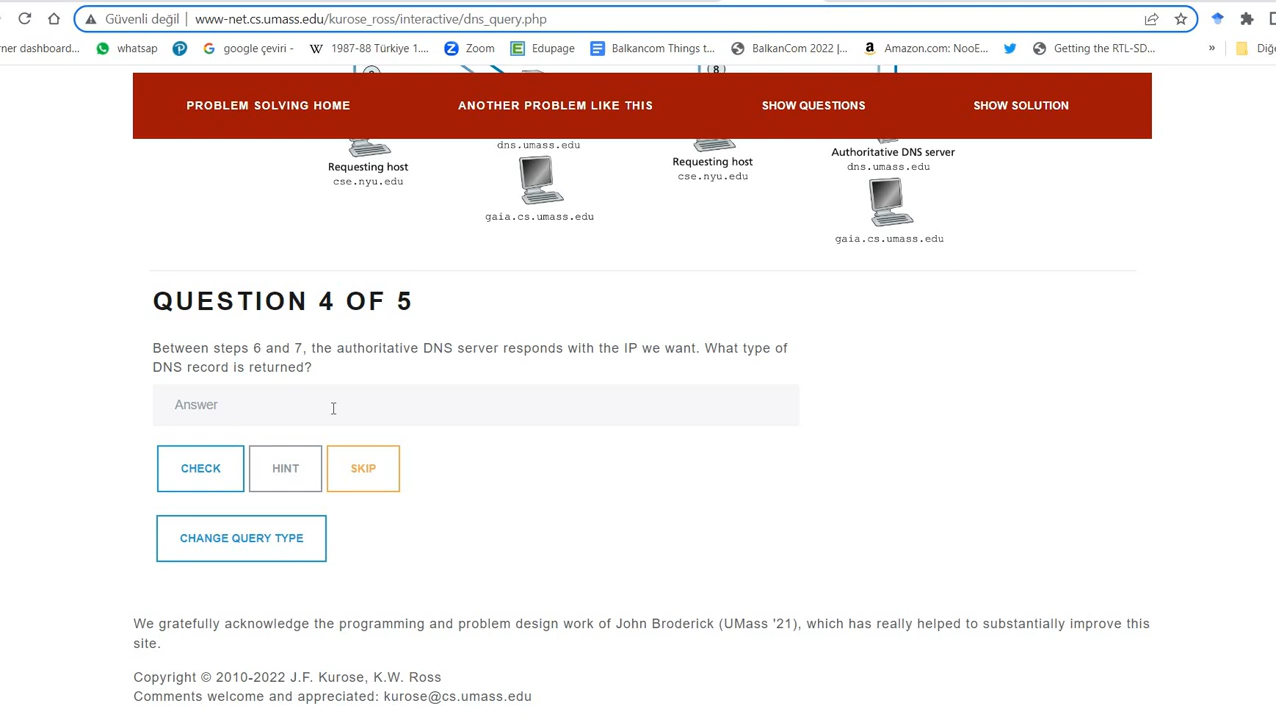 Güvenli değil | www-net.cs.umass.edu/kurose_ross/interactive/dns_query.php
ner dashboard... whatsap google çeviri - 1987-88 Türkiye 1.... Zoom Edupage Balkancom Things t... BalkanCom 2022 |... Amazon.com: NooE... Getting the RTL-SD... » Diğe
8
PROBLEM SOLVING HOME ANOTHER PROBLEM LIKE THIS SHOW QUESTIONS SHOW SOLUTION
dns.umass.edu Authoritative DNS server
Requesting host Requesting host dns.umass.edu
cse.nyu.edu cse.nyu.edu
gaia.cs.umass.edu
gaia.cs.umass.edu
QUESTION 4 OF 5
Between steps 6 and 7, the authoritative DNS server responds with the IP we want. What type of
DNS record is returned?
Answer
CHECK HINT SKIP
CHANGE QUERY TYPE
We gratefully acknowledge the programming and problem design work of John Broderick (UMass '21), which has really helped to substantially improve this
site.
Copyright © 2010-2022 J.F. Kurose, K.W. Ross
Comments welcome and appreciated: kurose@cs.umass.edu